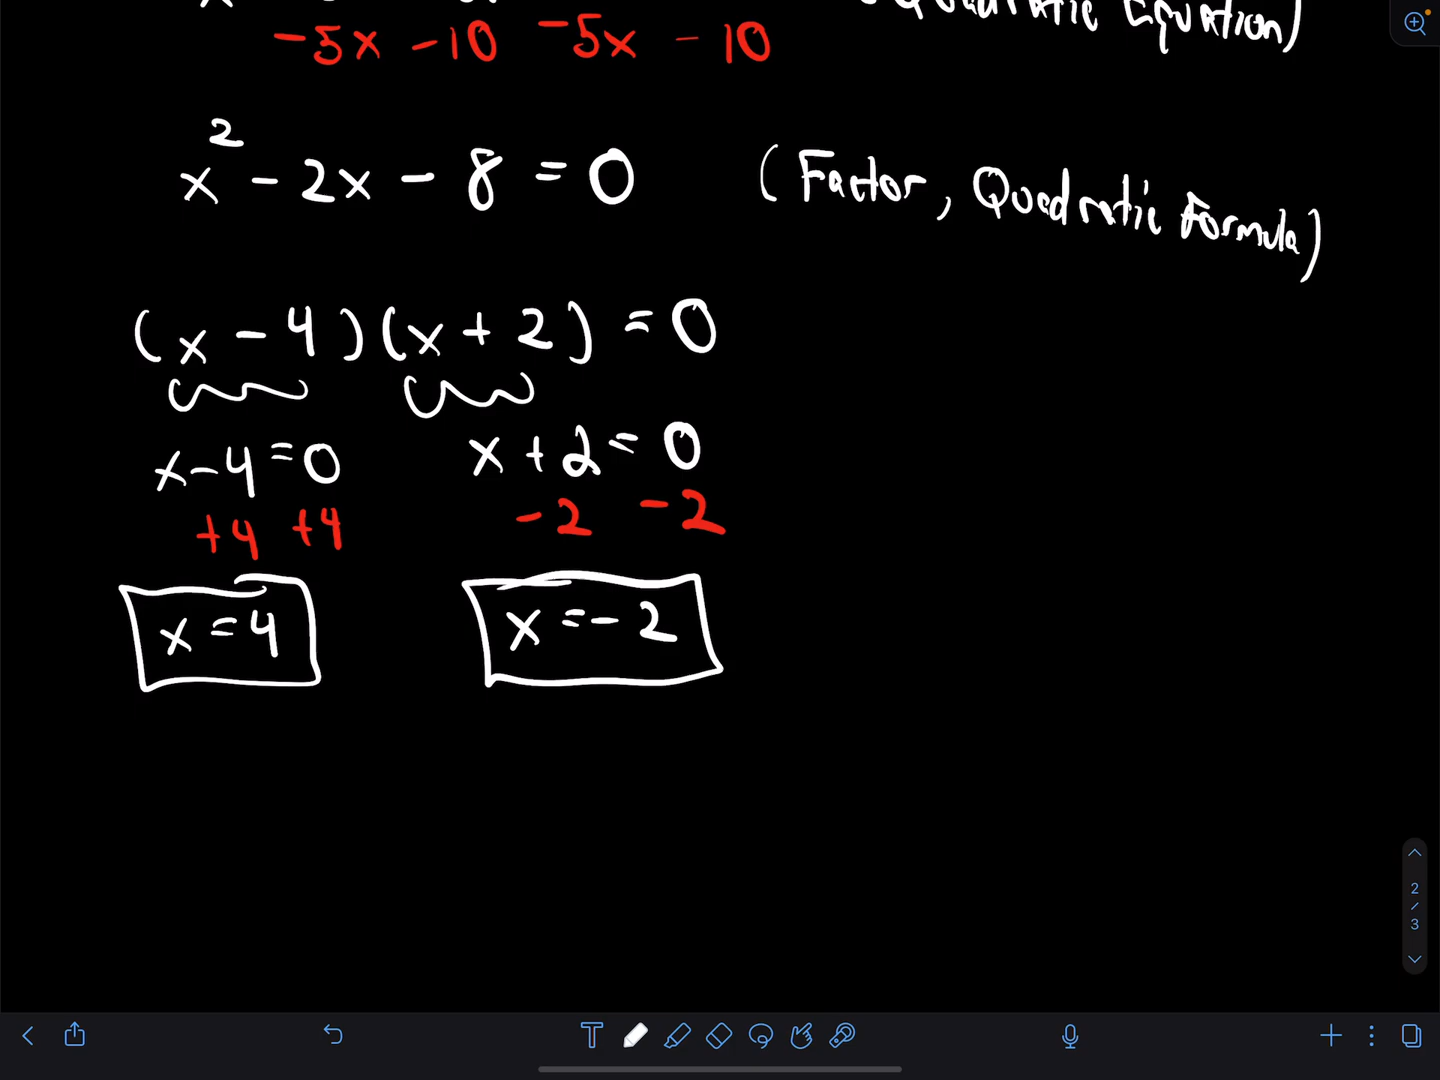 Quadratic Equation)
-5x -10 -5x - 10
x² - 2x - 8 = 0 (Factor, Quadratic Formula)
(x - 4)(x + 2) = 0
x-4=0 x+2=0
+4 +4 -2 -2
x=4 x=-2
2
/
3